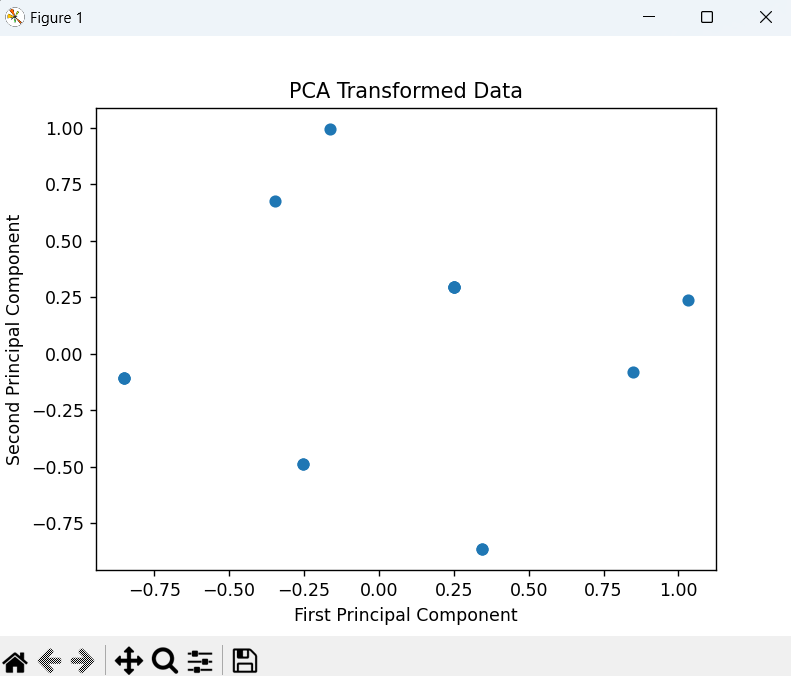 Figure 1
PCA Transformed Data
1.00
0.75
0.50
0.25
0.00
−0.25
−0.50
−0.75
Second Principal Component
−0.75 −0.50 −0.25 0.00 0.25 0.50 0.75 1.00
First Principal Component